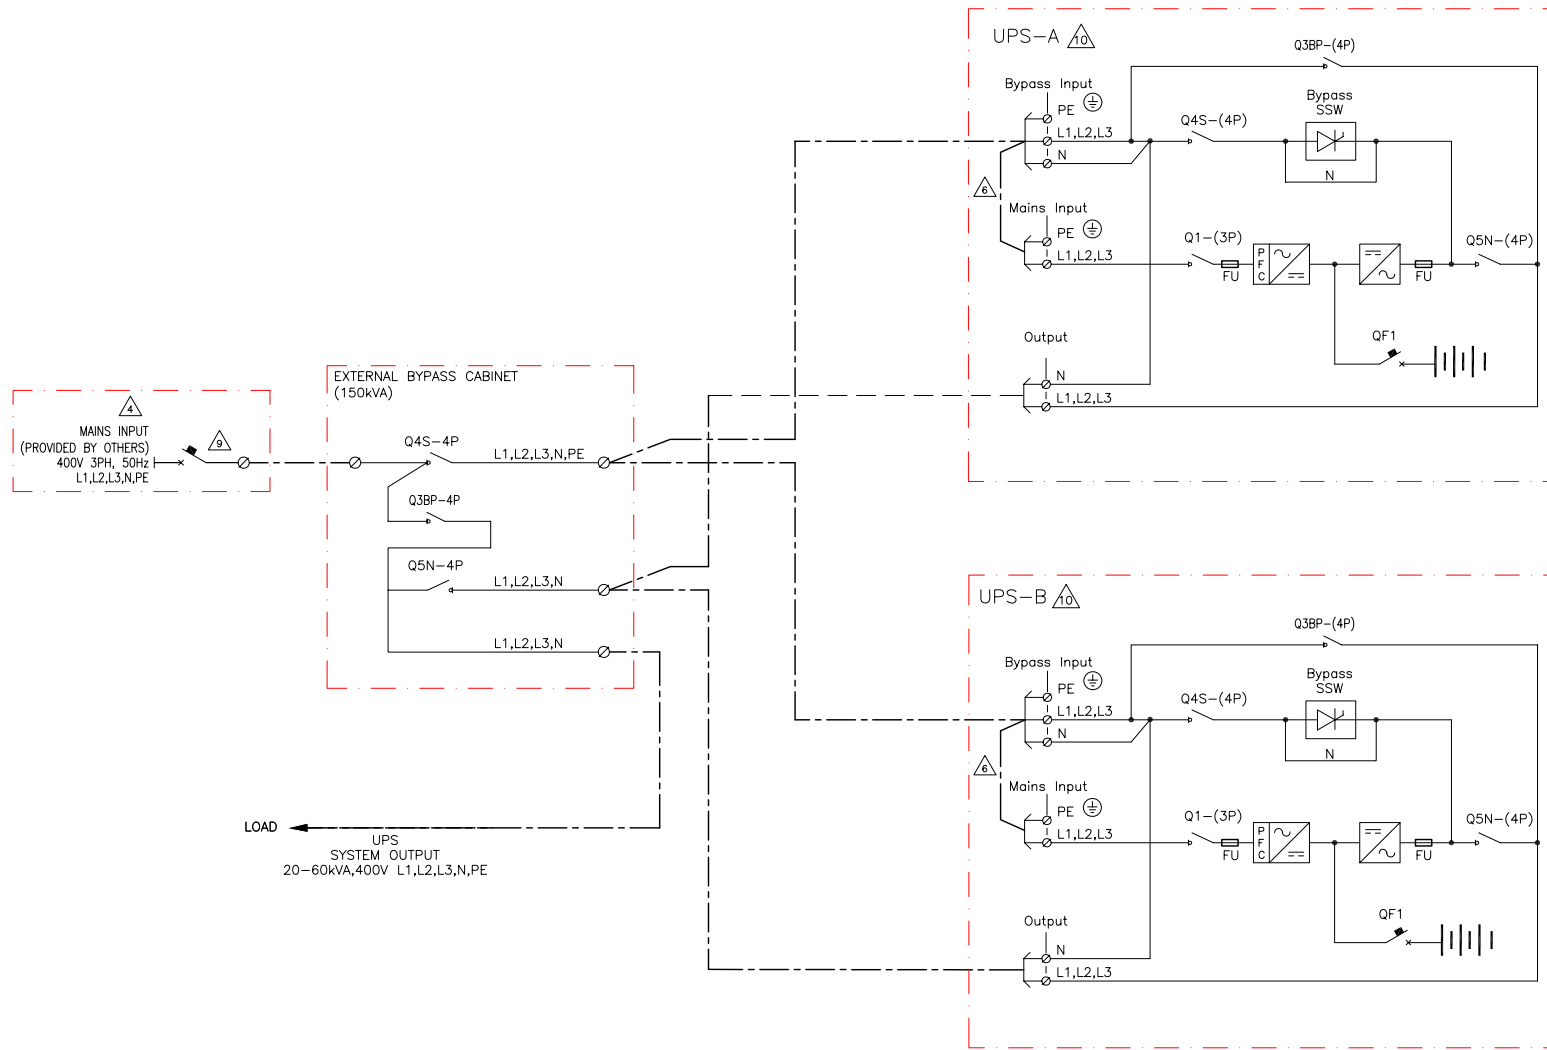 UPS-A 10
Q3BP-(4P)
Bypass Input
PE
L1,L2,L3
N
Q4S-(4P)
Bypass
SSW
N
6
Mains Input
PE
L1,L2,L3
Q1-(3P)
FU
P
F
C
FU
Q5N-(4P)
QF1
Output
N
L1,L2,L3
4
MAINS INPUT
(PROVIDED BY OTHERS)
400V 3PH, 50Hz
L1,L2,L3,N,PE
9
EXTERNAL BYPASS CABINET
(150kVA)
Q4S-4P
L1,L2,L3,N,PE
Q3BP-4P
Q5N-4P
L1,L2,L3,N
L1,L2,L3,N
LOAD
UPS
SYSTEM OUTPUT
20-60kVA,400V L1,L2,L3,N,PE
UPS-B 10
Q3BP-(4P)
Bypass Input
PE
L1,L2,L3
N
Q4S-(4P)
Bypass
SSW
N
6
Mains Input
PE
L1,L2,L3
Q1-(3P)
FU
P
F
C
FU
Q5N-(4P)
QF1
Output
N
L1,L2,L3